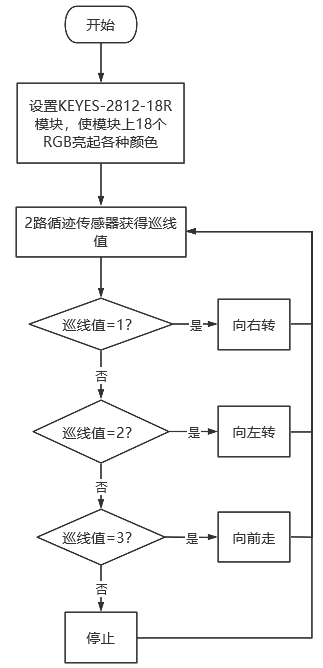 开始
设置KEYES-2812-18R
模块，使模块上18个
RGB亮起各种颜色
2路循迹传感器获得巡线
值
巡线值=1?
是
向右转
否
巡线值=2?
是
向左转
否
巡线值=3?
是
向前走
否
停止